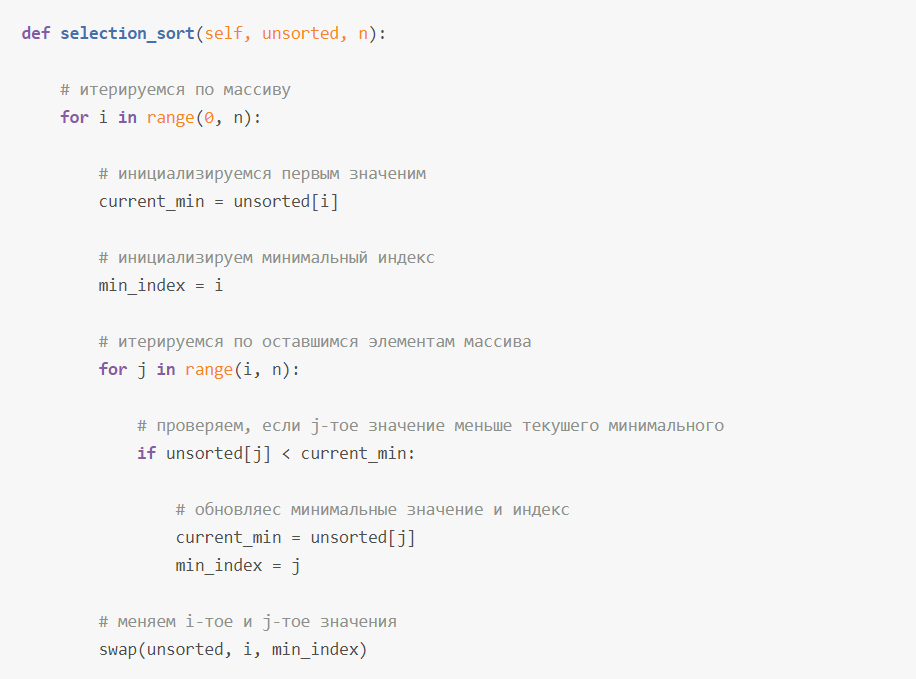 def selection_sort(self, unsorted, n):
# итерируемся по массиву
for i in range(0, n):
# инициализируемся первым значеним
current_min = unsorted[i]
# инициализируем минимальный индекс
min_index = i
# итерируемся по оставшимся элементам массива
for j in range(i, n):
# проверяем, если j-тое значение меньше текушего минимального
if unsorted[j] < current_min:
# обновляес минимальные значение и индекс
current_min = unsorted[j]
min_index = j
# меняем i-тое и j-тое значения
swap(unsorted, i, min_index)